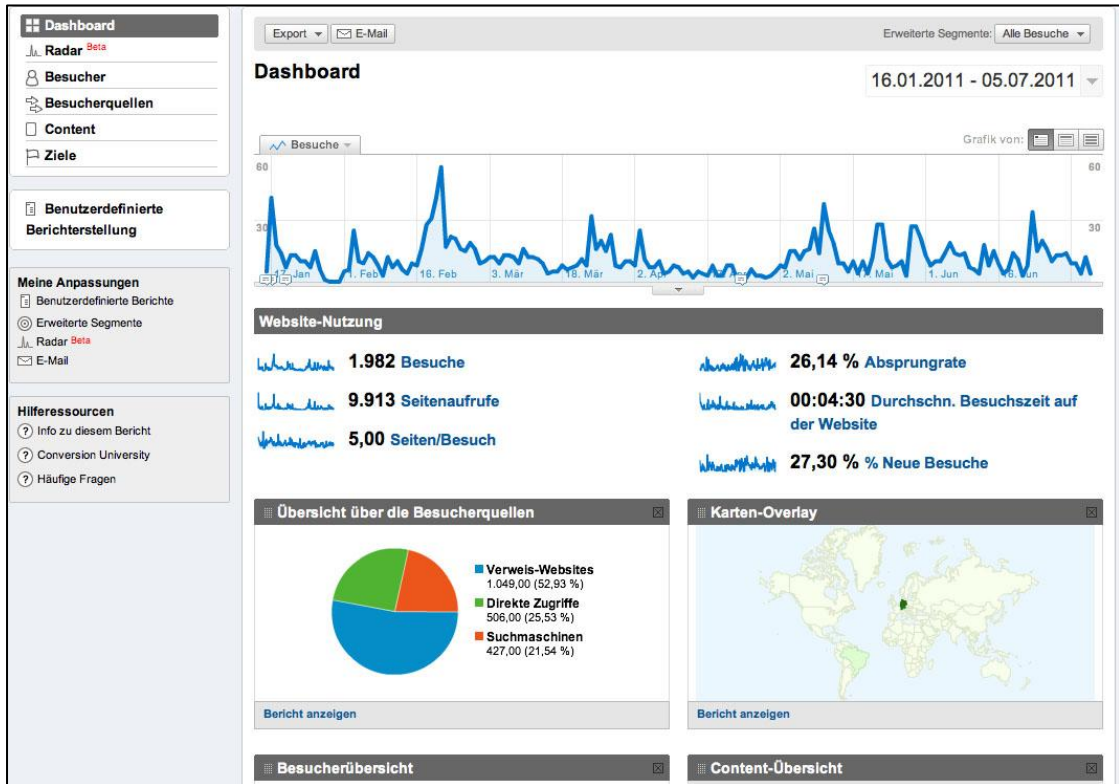 Dashboard
Radar Beta
Besucher
Besucherquellen
Content
Ziele
Benutzerdefinierte
Berichterstellung
Meine Anpassungen
Benutzerdefinierte Berichte
Erweiterte Segmente
Radar Beta
E-Mail
Hilferessourcen
? Info zu diesem Bericht
? Conversion University
? Häufige Fragen
Export E-Mail Erweiterte Segmente: Alle Besuche
Dashboard
16.01.2011 - 05.07.2011
Besuche
Grafik von:
60 60
30 30
17. Jan 1. Feb 16. Feb 3. Mär 18. Mär 2. Apr 2. Mai Mai 1. Jun 16. Jun
Website-Nutzung
1.982 Besuche
9.913 Seitenaufrufe
5,00 Seiten/Besuch
26,14 % Absprungrate
00:04:30 Durchschn. Besuchszeit auf
der Website
27,30 % % Neue Besuche
Übersicht über die Besucherquellen
Verweis-Websites
1.049,00 (52,93 %)
Direkte Zugriffe
506,00 (25,53 %)
Suchmaschinen
427,00 (21,54 %)
Bericht anzeigen
Karten-Overlay
Bericht anzeigen
Besucherübersicht
Content-Übersicht